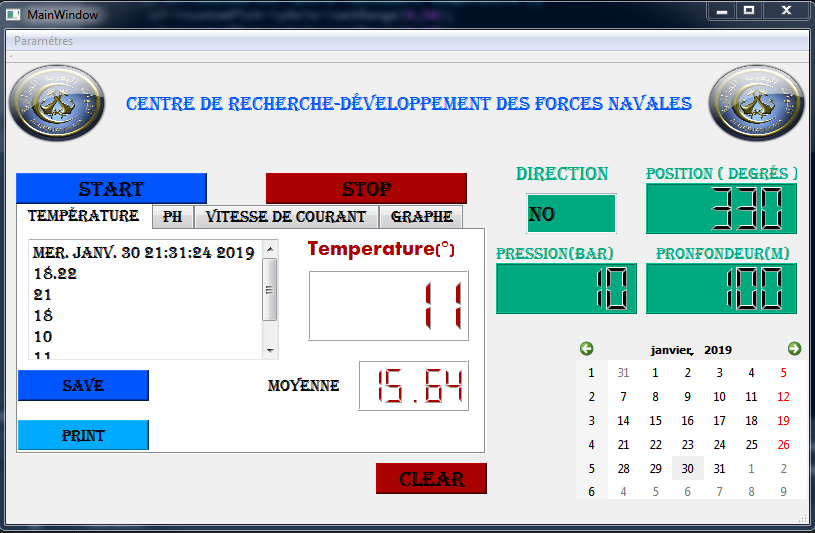 MainWindow
Paramétres
CENTRE DE RECHERCHE-DÉVELOPPEMENT DES FORCES NAVALES
START
STOP
DIRECTION
POSITION ( DEGRÈS )
NO
330
TEMPÉRATURE
PH
VITESSE DE COURANT
GRAPHE
MER. JANV. 30 21:31:24 2019
18.22
21
18
10
11
Temperature(°)
11
PRESSION(BAR)
PRONFONDEUR(M)
10
100
SAVE
MOYENNE
15.64
PRINT
CLEAR
janvier, 2019
1 31 1 2 3 4 5
2 7 8 9 10 11 12
3 14 15 16 17 18 19
4 21 22 23 24 25 26
5 28 29 30 31 1 2
6 4 5 6 7 8 9